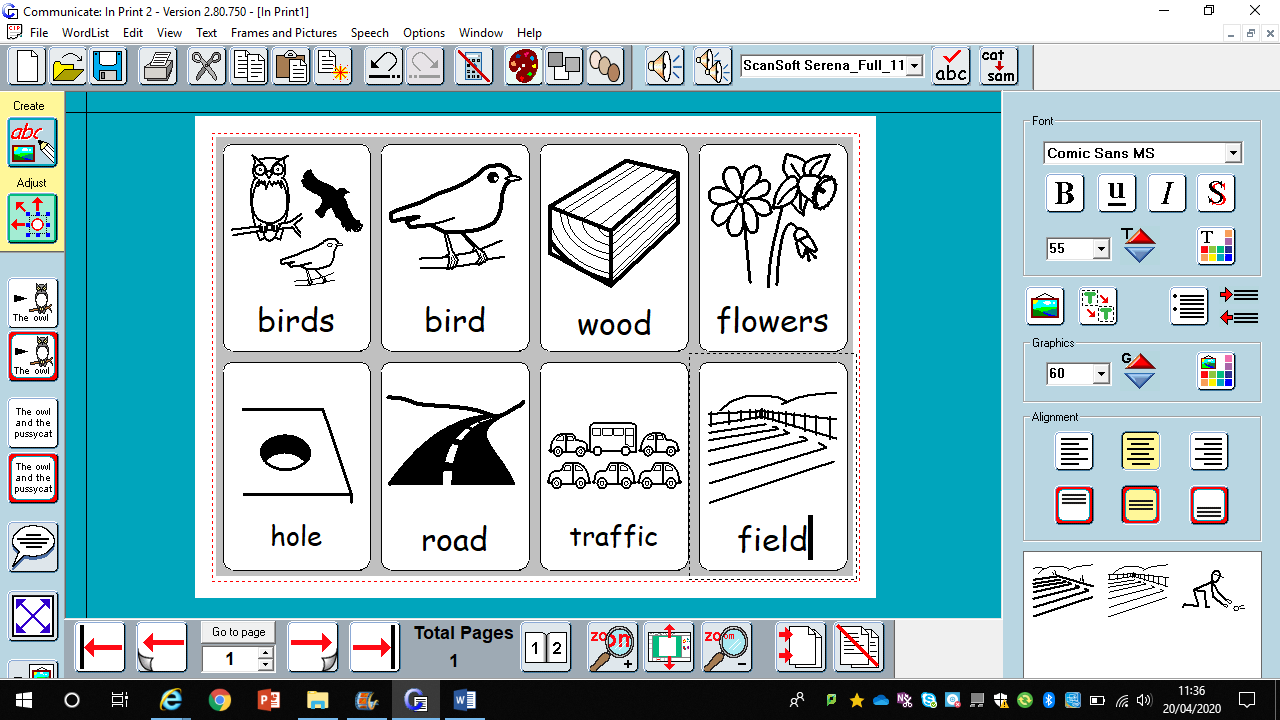 Communicate: In Print 2 - Version 2.80.750 - [In Print1]
File WordList Edit View Text Frames and Pictures Speech Options Window Help
ScanSoft Serena_Full_11
abc
cat
sam
Create
abc
Adjust
The owl
The owl
The owl
and the
pussycat
The owl
and the
pussycat
birds bird wood flowers
hole road traffic field
Font
Comic Sans MS
B U I S
55 T T
Graphics
60 G
Alignment
Go to page
1
Total Pages
1
1 2
zoom +
zoom -
11:36
20/04/2020